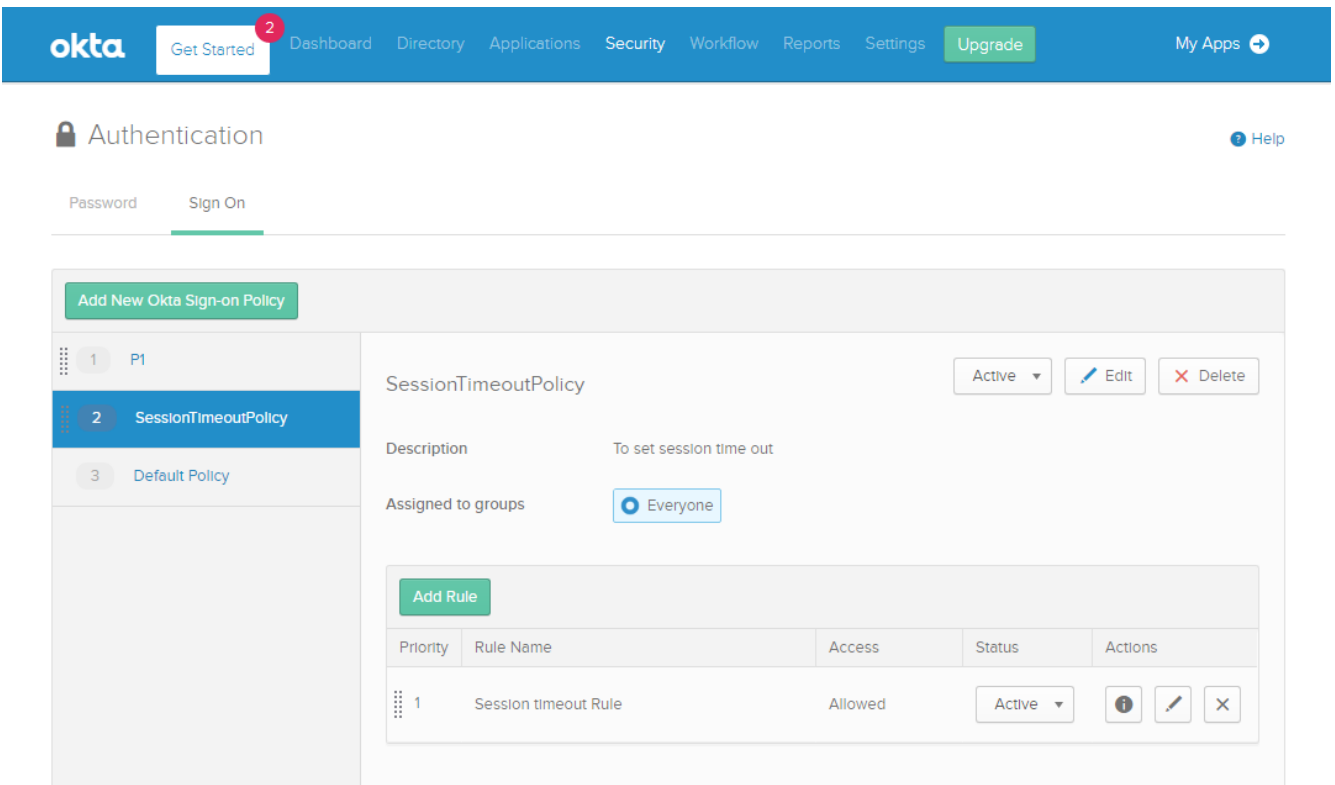 okta Get Started 2 Dashboard Directory Applications Security Workflow Reports Settings Upgrade My Apps
Authentication
Help
Password Sign On
Add New Okta Sign-on Policy
1 P1
2 SessionTimeoutPolicy
3 Default Policy
SessionTimeoutPolicy Active Edit Delete
Description To set session time out
Assigned to groups Everyone
Add Rule
Priority Rule Name Access Status Actions
1 Session timeout Rule Allowed Active